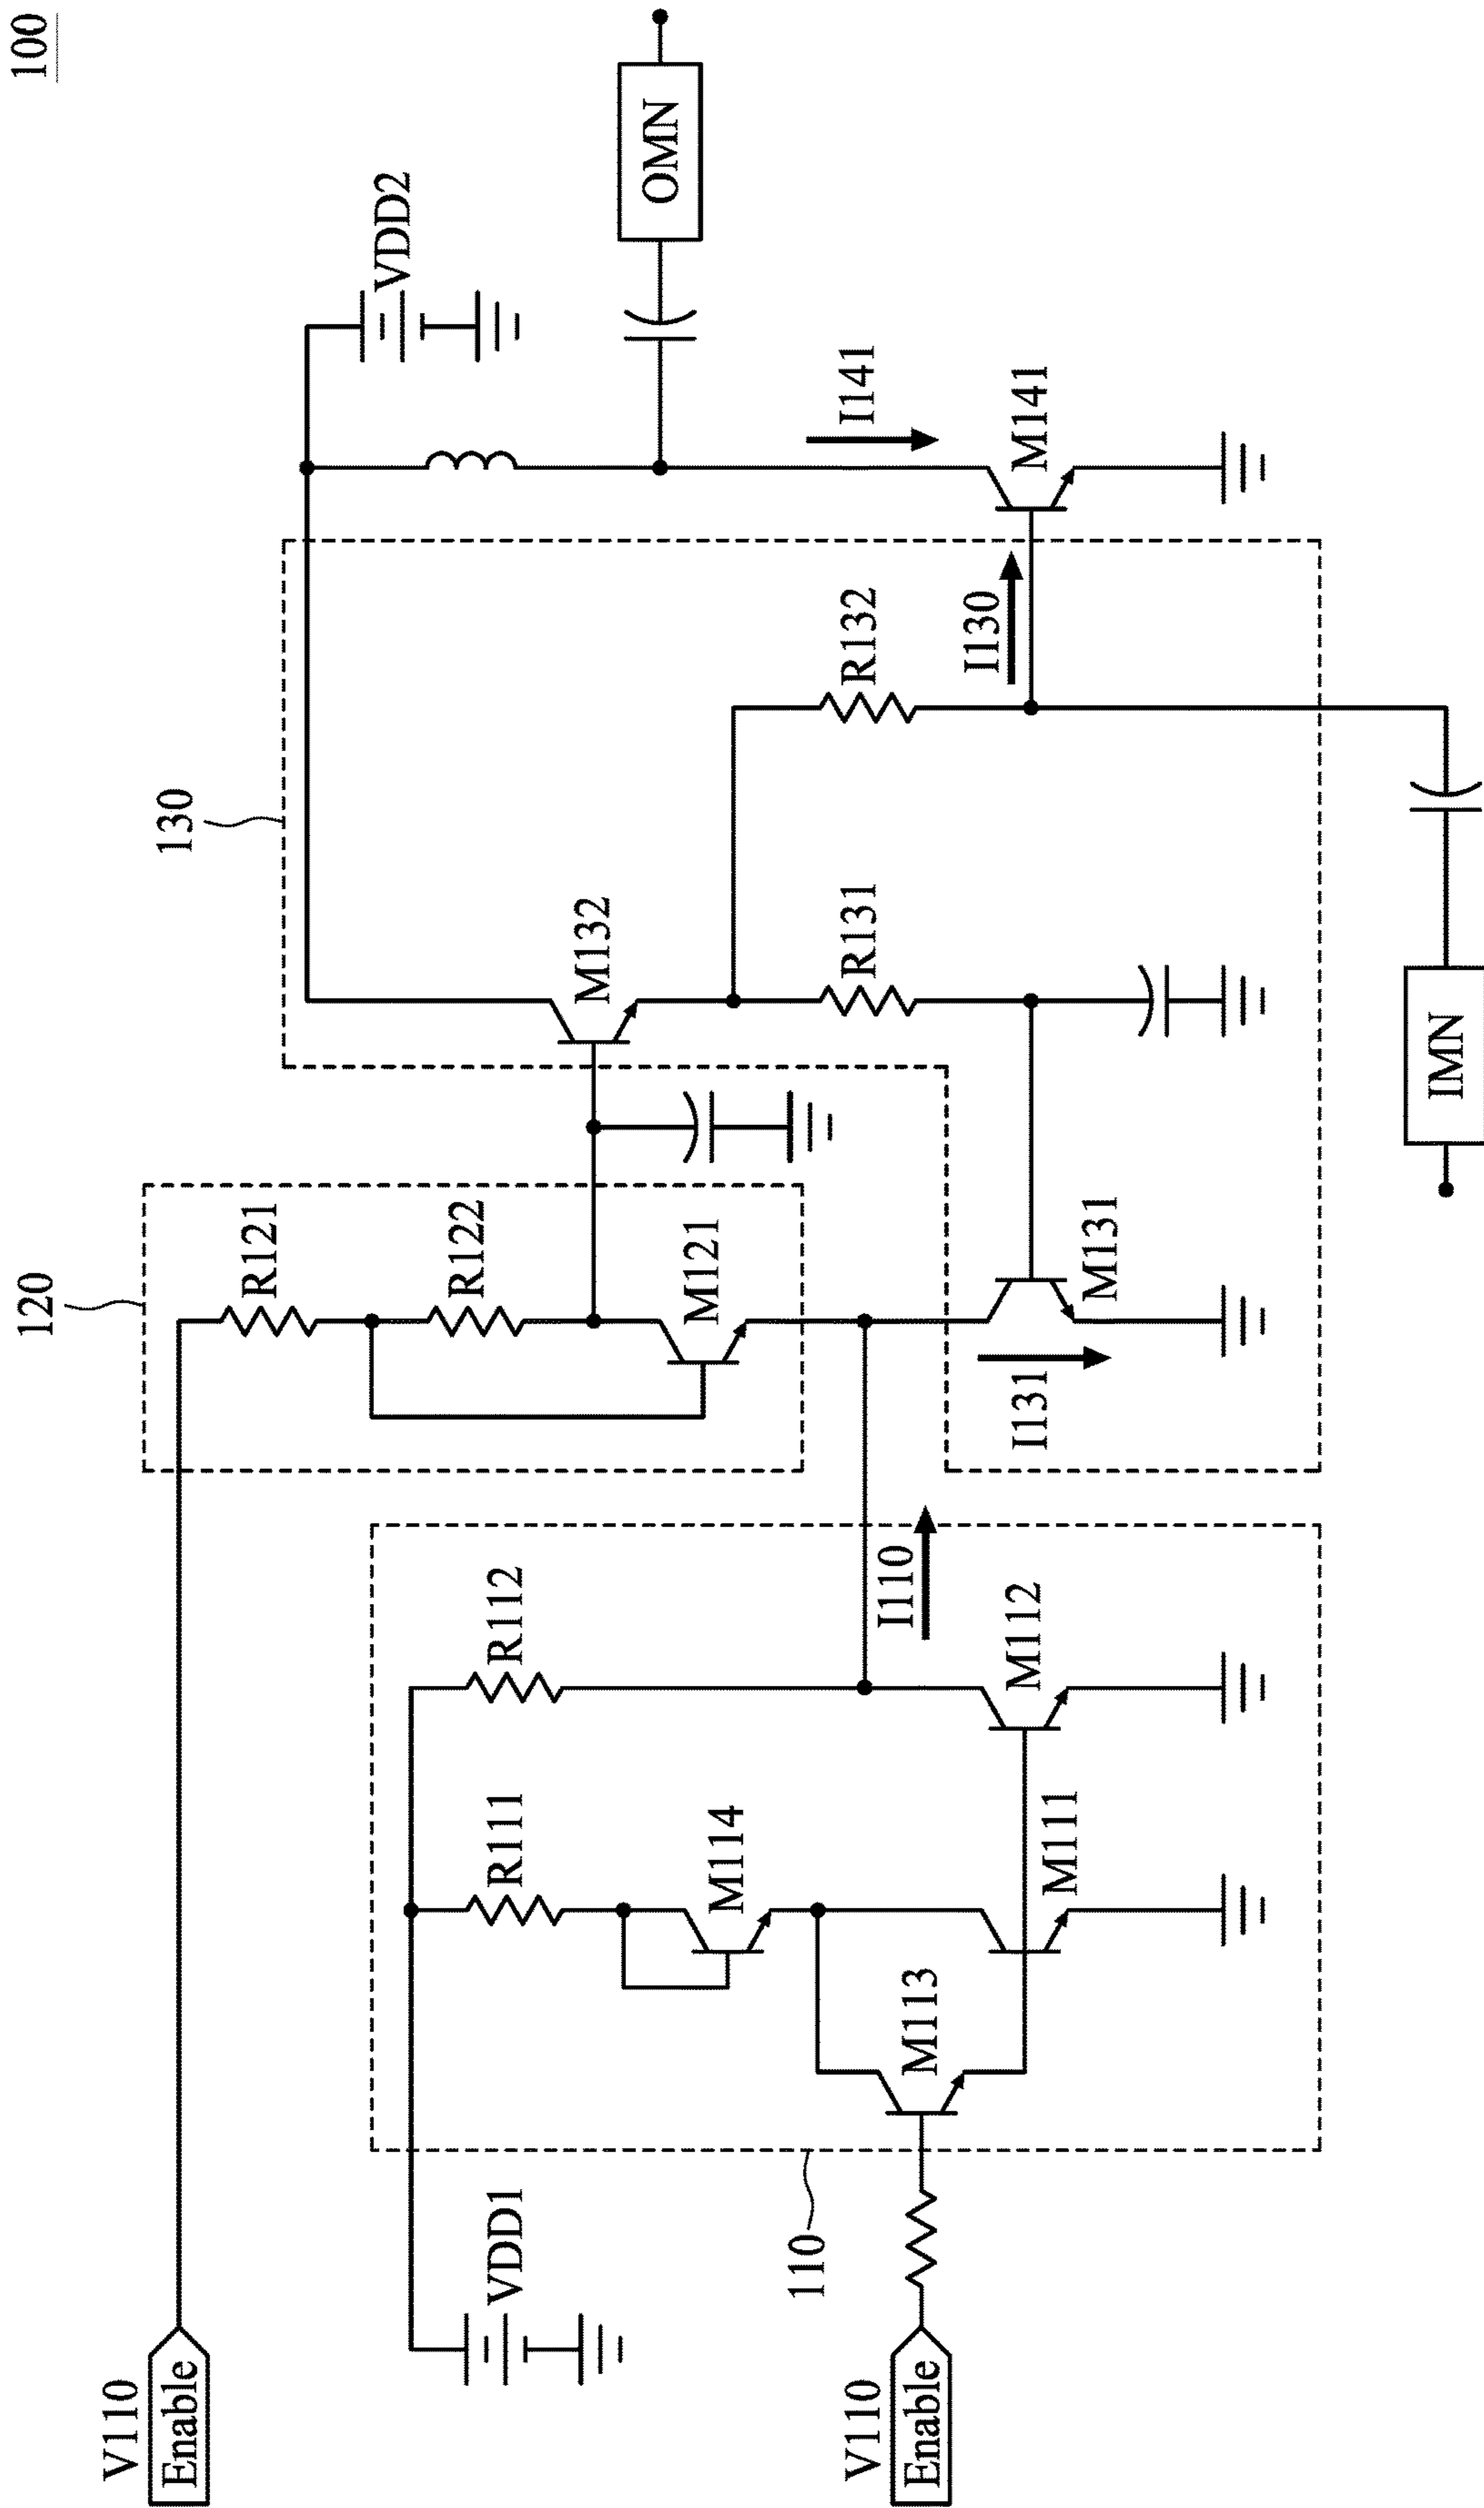 100
V110
Enable
120
R121
R122
M121
130
M132
R131
R132
I130
VDD2
OMN
I141
M141
VDD1
R111
R112
M114
M113
M111
M112
I110
I131
M131
110
V110
Enable
IMN